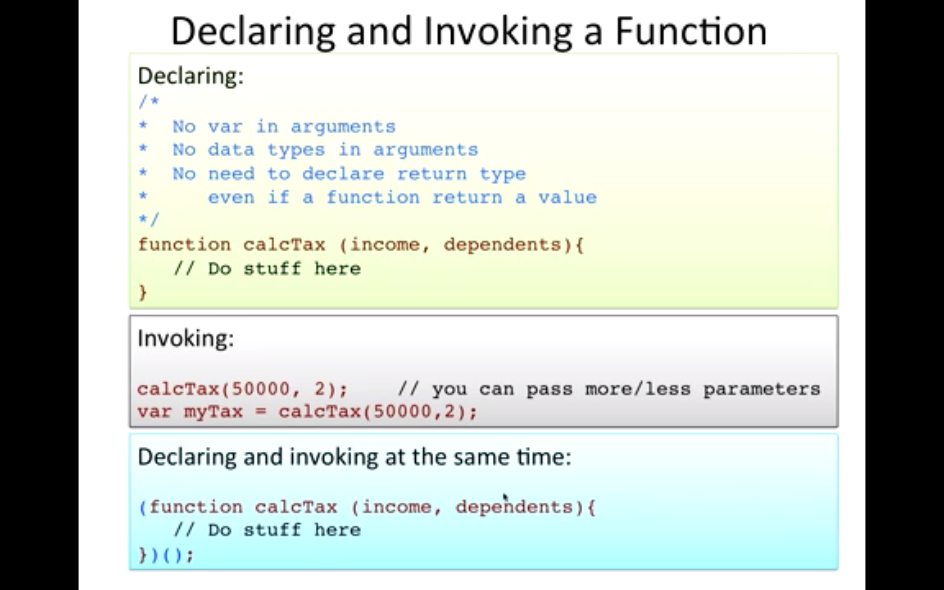 Declaring and Invoking a Function
Declaring:
/*
*  No var in arguments
*  No data types in arguments
*  No need to declare return type
*     even if a function return a value
*/
function calcTax (income, dependents){
   // Do stuff here
}
Invoking:
calcTax(50000, 2);    // you can pass more/less parameters
var myTax = calcTax(50000,2);
Declaring and invoking at the same time:
(function calcTax (income, dependents){
   // Do stuff here
})();